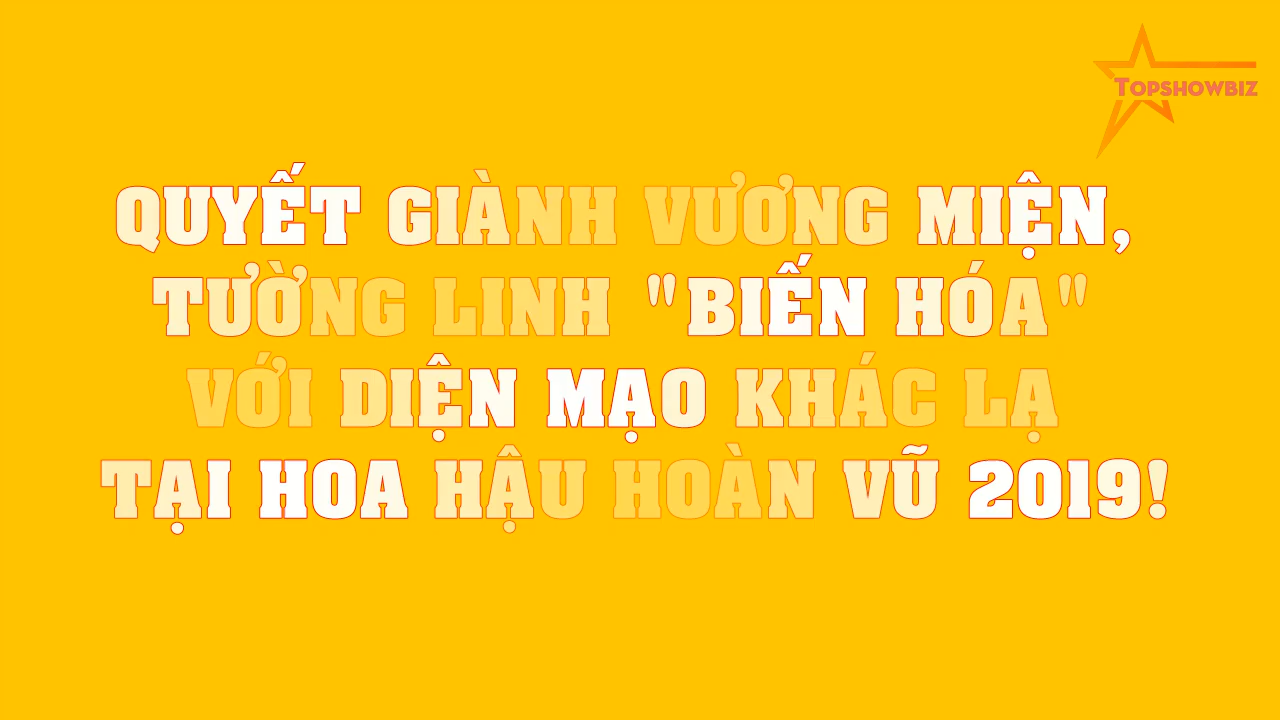 TOPSHOWBIZ
QUYẾT GIÀNH VƯƠNG MIỆN,
TƯỜNG LINH "BIẾN HÓA"
VỚI DIỆN MẠO KHÁC LẠ
TẠI HOA HẬU HOÀN VŨ 2019!